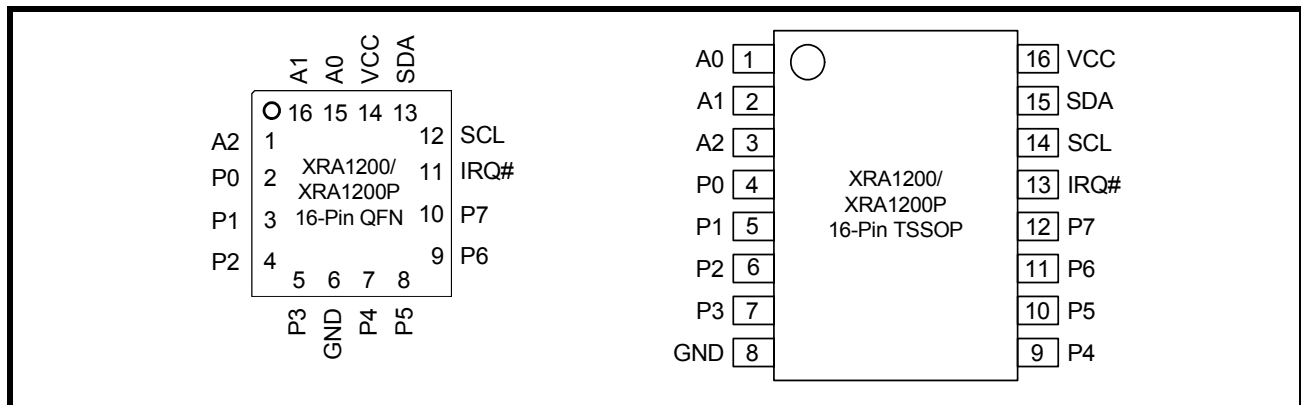 A1 A0 VCC SDA
16 15 14 13
A2 1
12 SCL
P0 2
XRA1200/
XRA1200P
16-Pin QFN
11 IRQ#
P1 3
10 P7
P2 4
9 P6
5 6 7 8
P3 GND P4 P5
A0 1
16 VCC
A1 2
15 SDA
A2 3
14 SCL
P0 4
XRA1200/
XRA1200P
16-Pin TSSOP
13 IRQ#
P1 5
12 P7
P2 6
11 P6
P3 7
10 P5
GND 8
9 P4